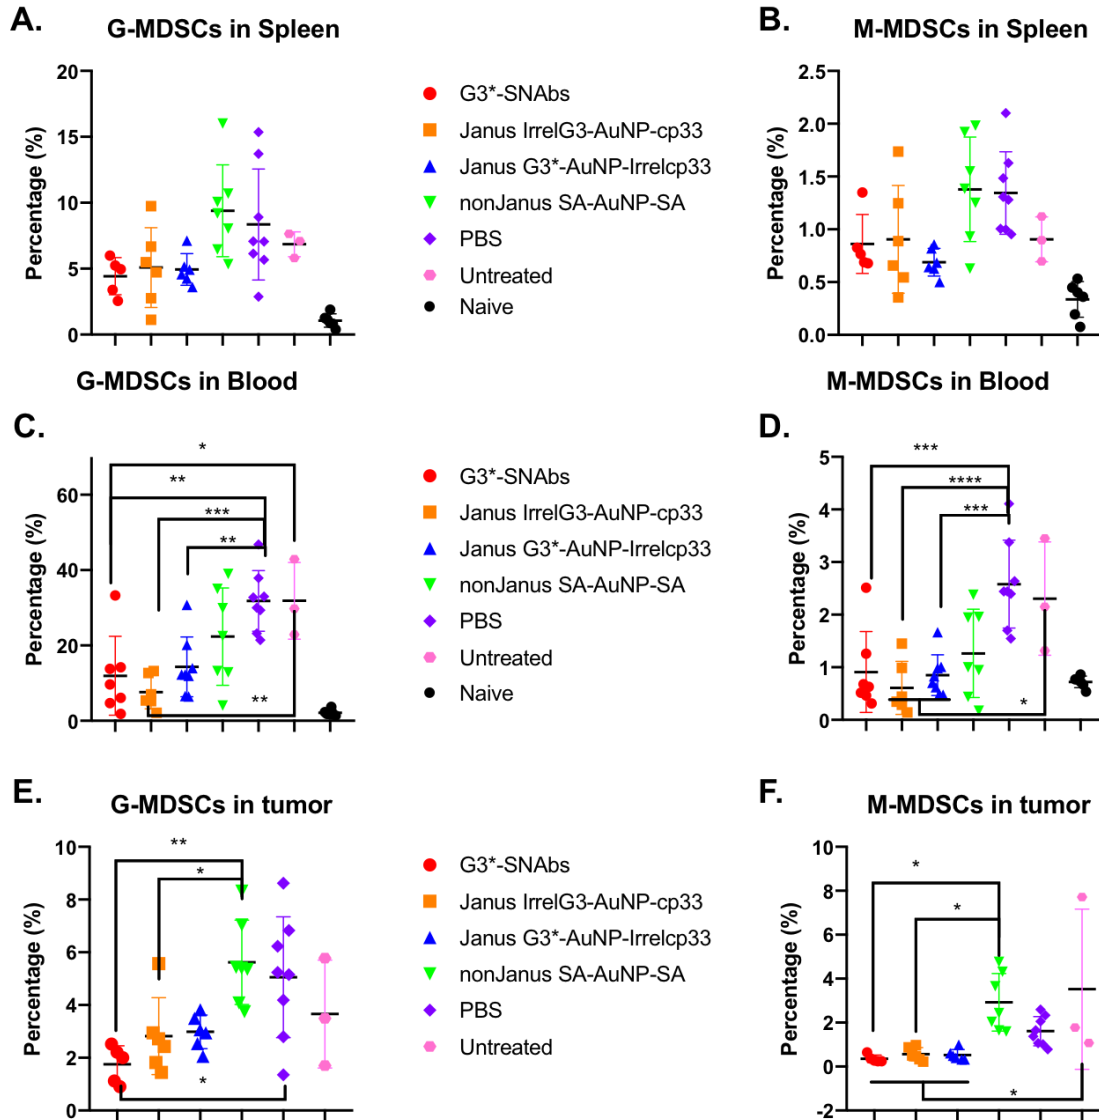 A.
G-MDSCs in Spleen
Percentage (%)
20
15
10
5
0
G3*-SNAbs
Janus IrrelG3-AuNP-cp33
Janus G3*-AuNP-Irrelcp33
nonJanus SA-AuNP-SA
PBS
Untreated
Naive
B.
M-MDSCs in Spleen
Percentage (%)
2.5
2.0
1.5
1.0
0.5
0.0
G-MDSCs in Blood
C.
Percentage (%)
60
40
20
0
*
**
***
**
**
G3*-SNAbs
Janus IrrelG3-AuNP-cp33
Janus G3*-AuNP-Irrelcp33
nonJanus SA-AuNP-SA
PBS
Untreated
Naive
M-MDSCs in Blood
D.
Percentage (%)
5
4
3
2
1
0
***
****
***
*
E.
G-MDSCs in tumor
Percentage (%)
10
8
6
4
2
0
**
*
*
G3*-SNAbs
Janus IrrelG3-AuNP-cp33
Janus G3*-AuNP-Irrelcp33
nonJanus SA-AuNP-SA
PBS
Untreated
F.
M-MDSCs in tumor
Percentage (%)
10
8
6
4
2
0
-2
*
*
*